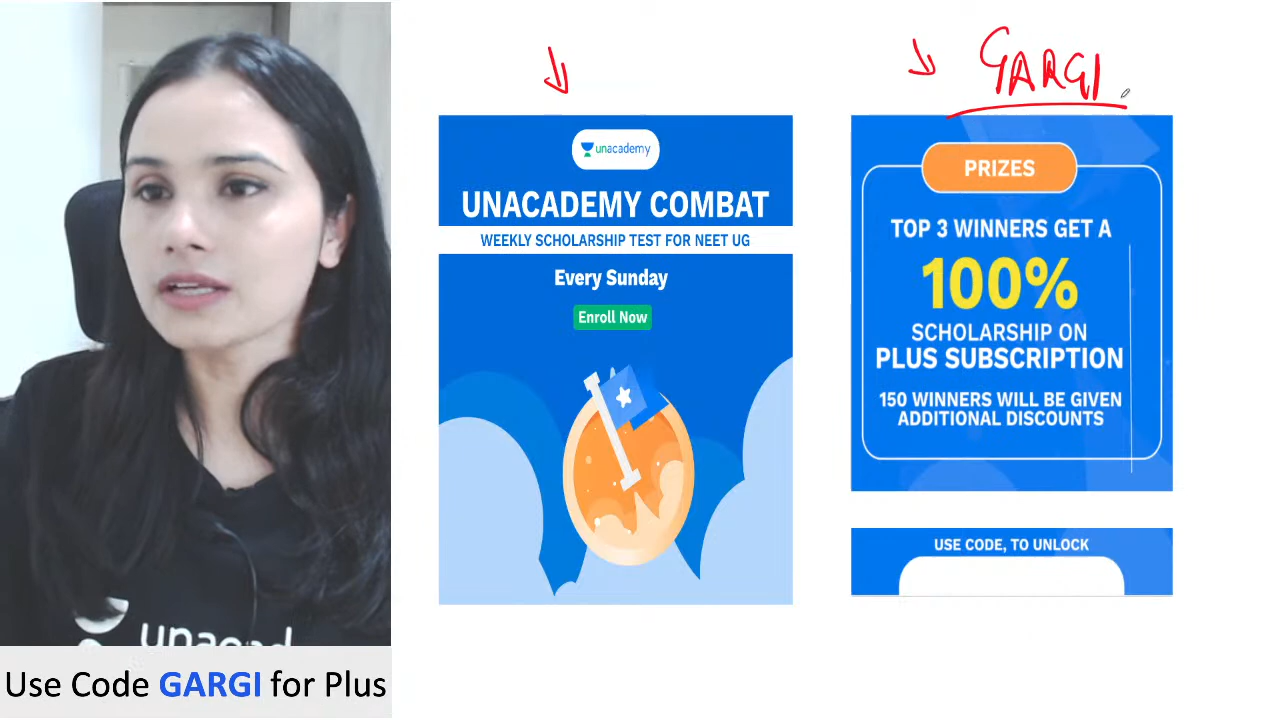 GARGI
unacademy
UNACADEMY COMBAT
WEEKLY SCHOLARSHIP TEST FOR NEET UG
Every Sunday
Enroll Now
PRIZES
TOP 3 WINNERS GET A
100%
SCHOLARSHIP ON
PLUS SUBSCRIPTION
150 WINNERS WILL BE GIVEN
ADDITIONAL DISCOUNTS
USE CODE, TO UNLOCK
unacad
Use Code GARGI for Plus